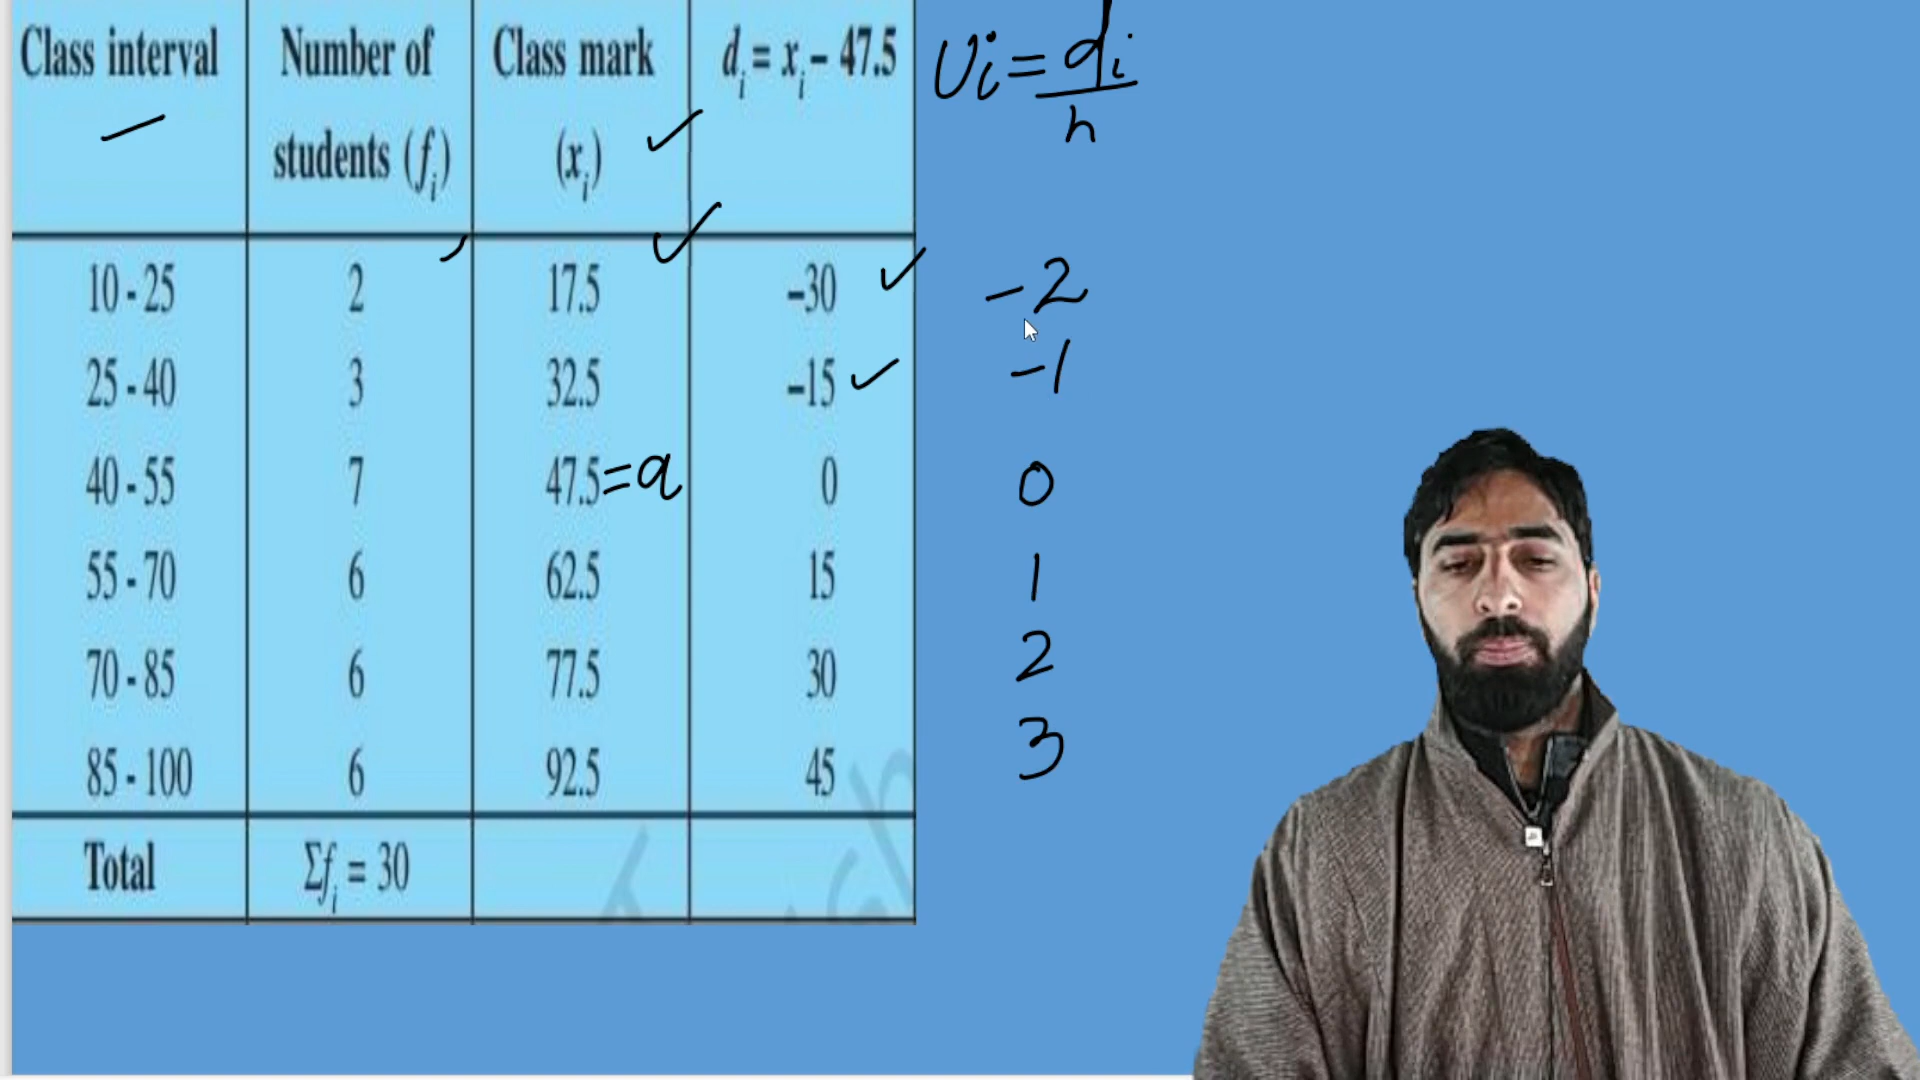 Class interval Number of students (fi) Class mark (xi) di = xi – 47.5 Ui = di/h
10 - 25 2 17.5 –30 -2
25 - 40 3 32.5 –15 -1
40 - 55 7 47.5 = a 0 0
55 - 70 6 62.5 15 1
70 - 85 6 77.5 30 2
85 - 100 6 92.5 45 3
Total Σfi = 30